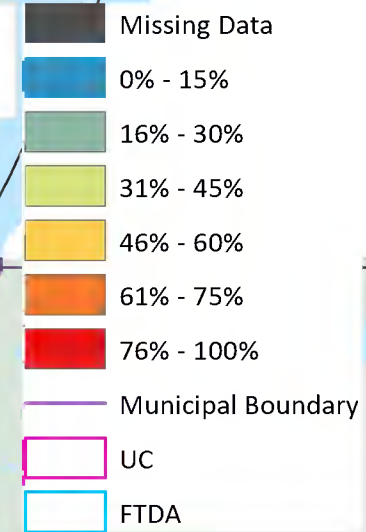 Missing Data
0% - 15%
16% - 30%
31% - 45%
46% - 60%
61% - 75%
76% - 100%
Municipal Boundary
UC
FTDA